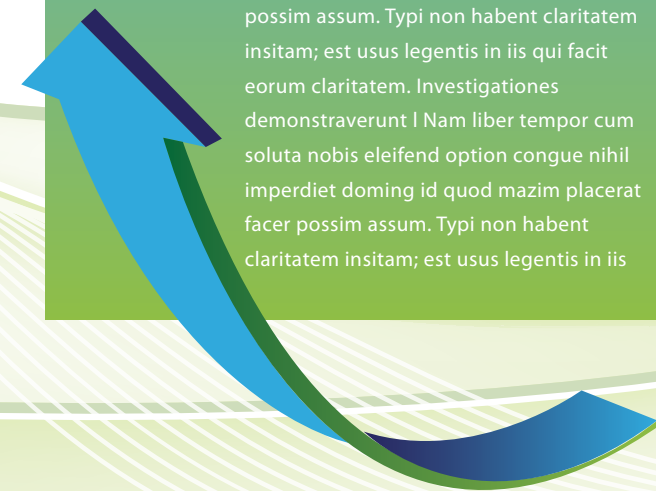 possim assum. Typi non habent claritatem
insitam; est usus legentis in iis qui facit
eorum claritatem. Investigationes
demonstraverunt l Nam liber tempor cum
soluta nobis eleifend option congue nihil
imperdiet doming id quod mazim placerat
facer possim assum. Typi non habent
claritatem insitam; est usus legentis in iis